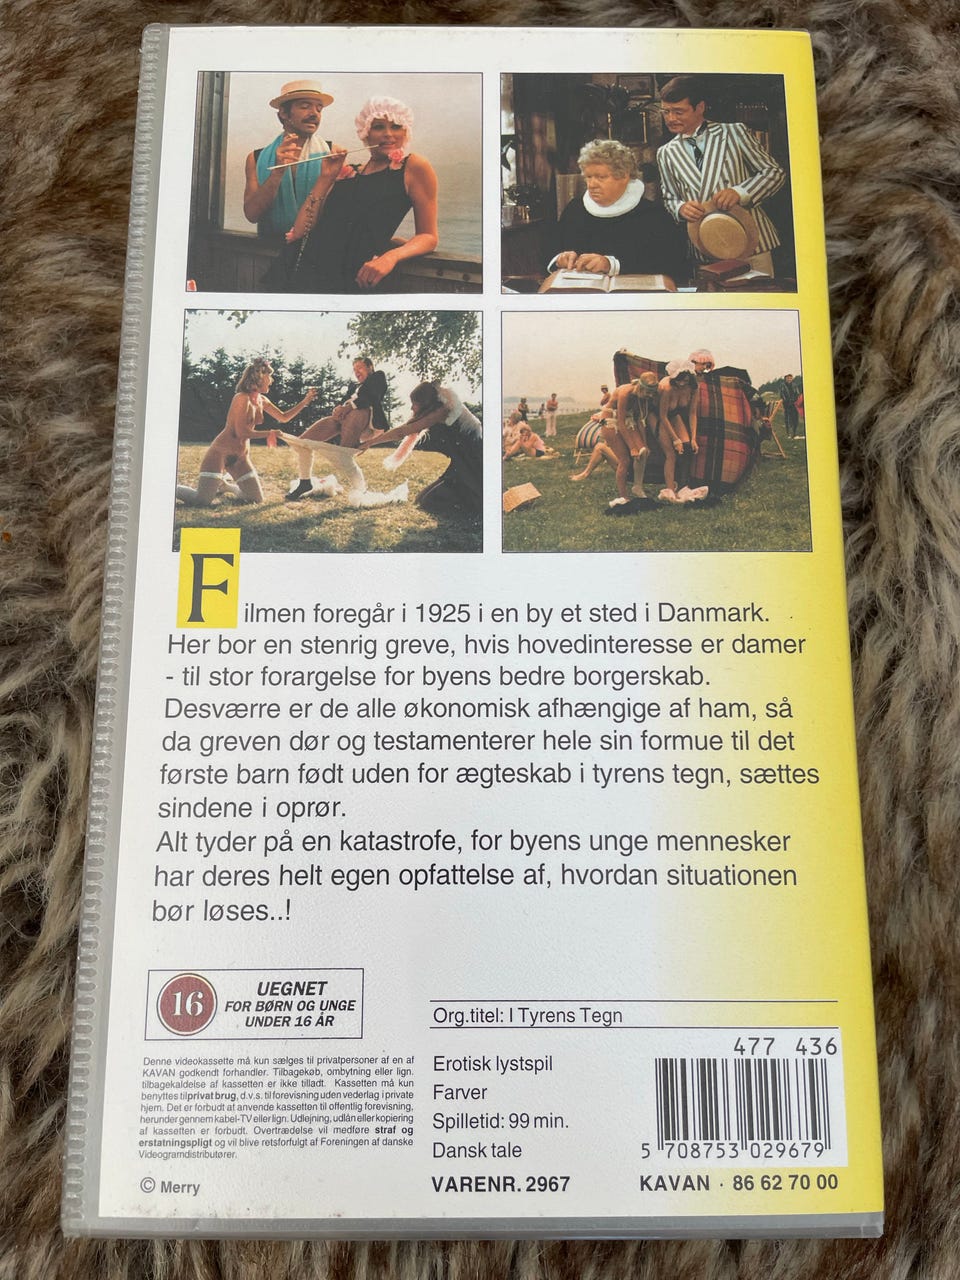 Filmen foregår i 1925 i en by et sted i Danmark.
Her bor en stenrig greve, hvis hovedinteresse er damer
- til stor forargelse for byens bedre borgerskab.
Desværre er de alle økonomisk afhængige af ham, så
da greven dør og testamenterer hele sin formue til det
første barn født uden for ægteskab i tyrens tegn, sættes
sindene i oprør.
Alt tyder på en katastrofe, for byens unge mennesker
har deres helt egen opfattelse af, hvordan situationen
bør løses..!
16
UEGNET
FOR BØRN OG UNGE
UNDER 16 ÅR
Denne videokassette må kun sælges til privatpersoner af en af
KAVAN godkendt forhandler. Tilbagekøb, ombytning eller lign.
tilbagekaldelse af kassetten er ikke tilladt. Kassetten må kun
benyttes til privat brug, d.v.s. til forevisning uden vederlag i private
hjem. Det er forbudt at anvende kassetten til offentlig forevisning,
herunder gennem kabel-TV eller lign. Udlejning, udlån eller kopiering
af kassetten er forbudt. Overtrædelse vil medføre straf og
erstatningspligt og vil blive retsforfulgt af Foreningen af danske
Videogramdistributører.
© Merry
Org.titel: I Tyrens Tegn
Erotisk lystspil
Farver
Spilletid: 99 min.
Dansk tale
VARENR. 2967
477 436
5 708753 029679
KAVAN · 86 62 70 00